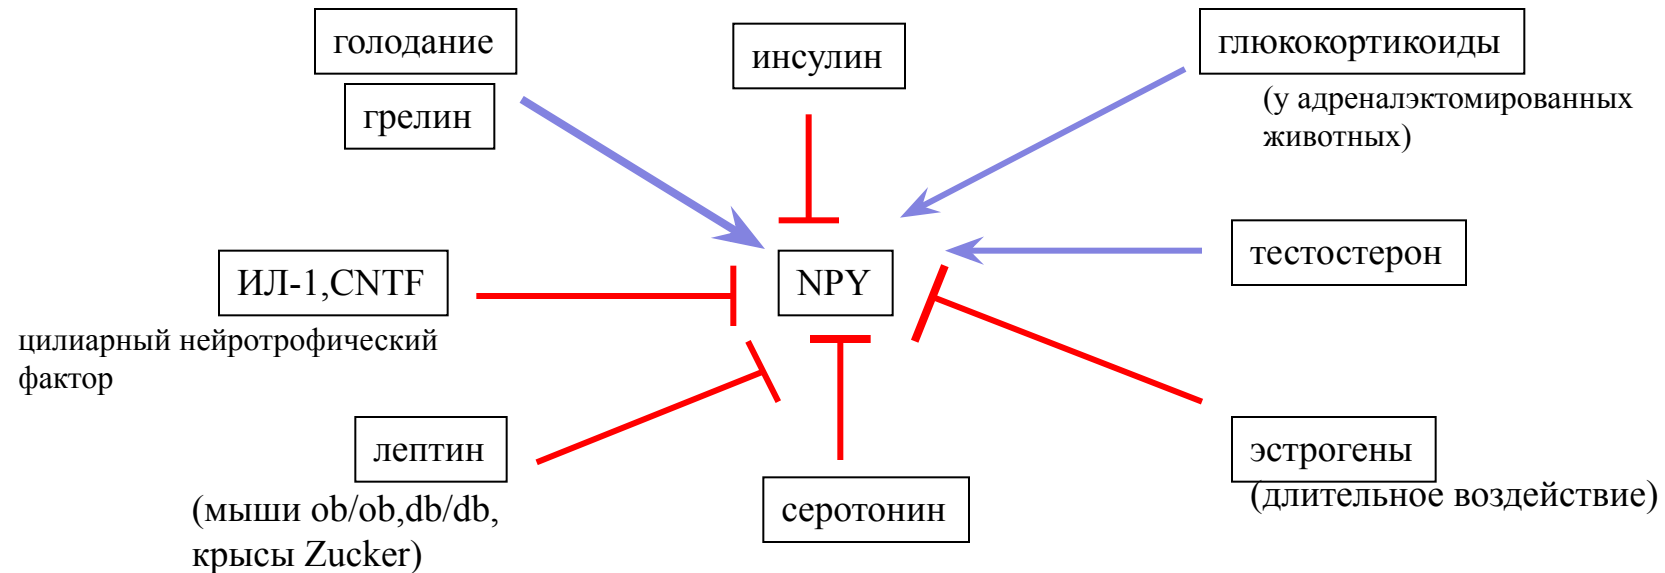 голодание
инсулин
глюкокортикоиды
грелин
(у адреналэктомированных
животных)
тестостерон
ИЛ-1,CNTF
NPY
цилиарный нейротрофический
фактор
лептин
эстрогены
(длительное воздействие)
(мыши ob/ob,db/db,
крысы Zucker)
серотонин